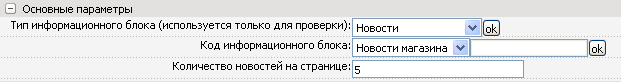 Основные параметры
Тип информационного блока (используется только для проверки): Новости ok
Код информационного блока: Новости магазина ok
Количество новостей на странице: 5